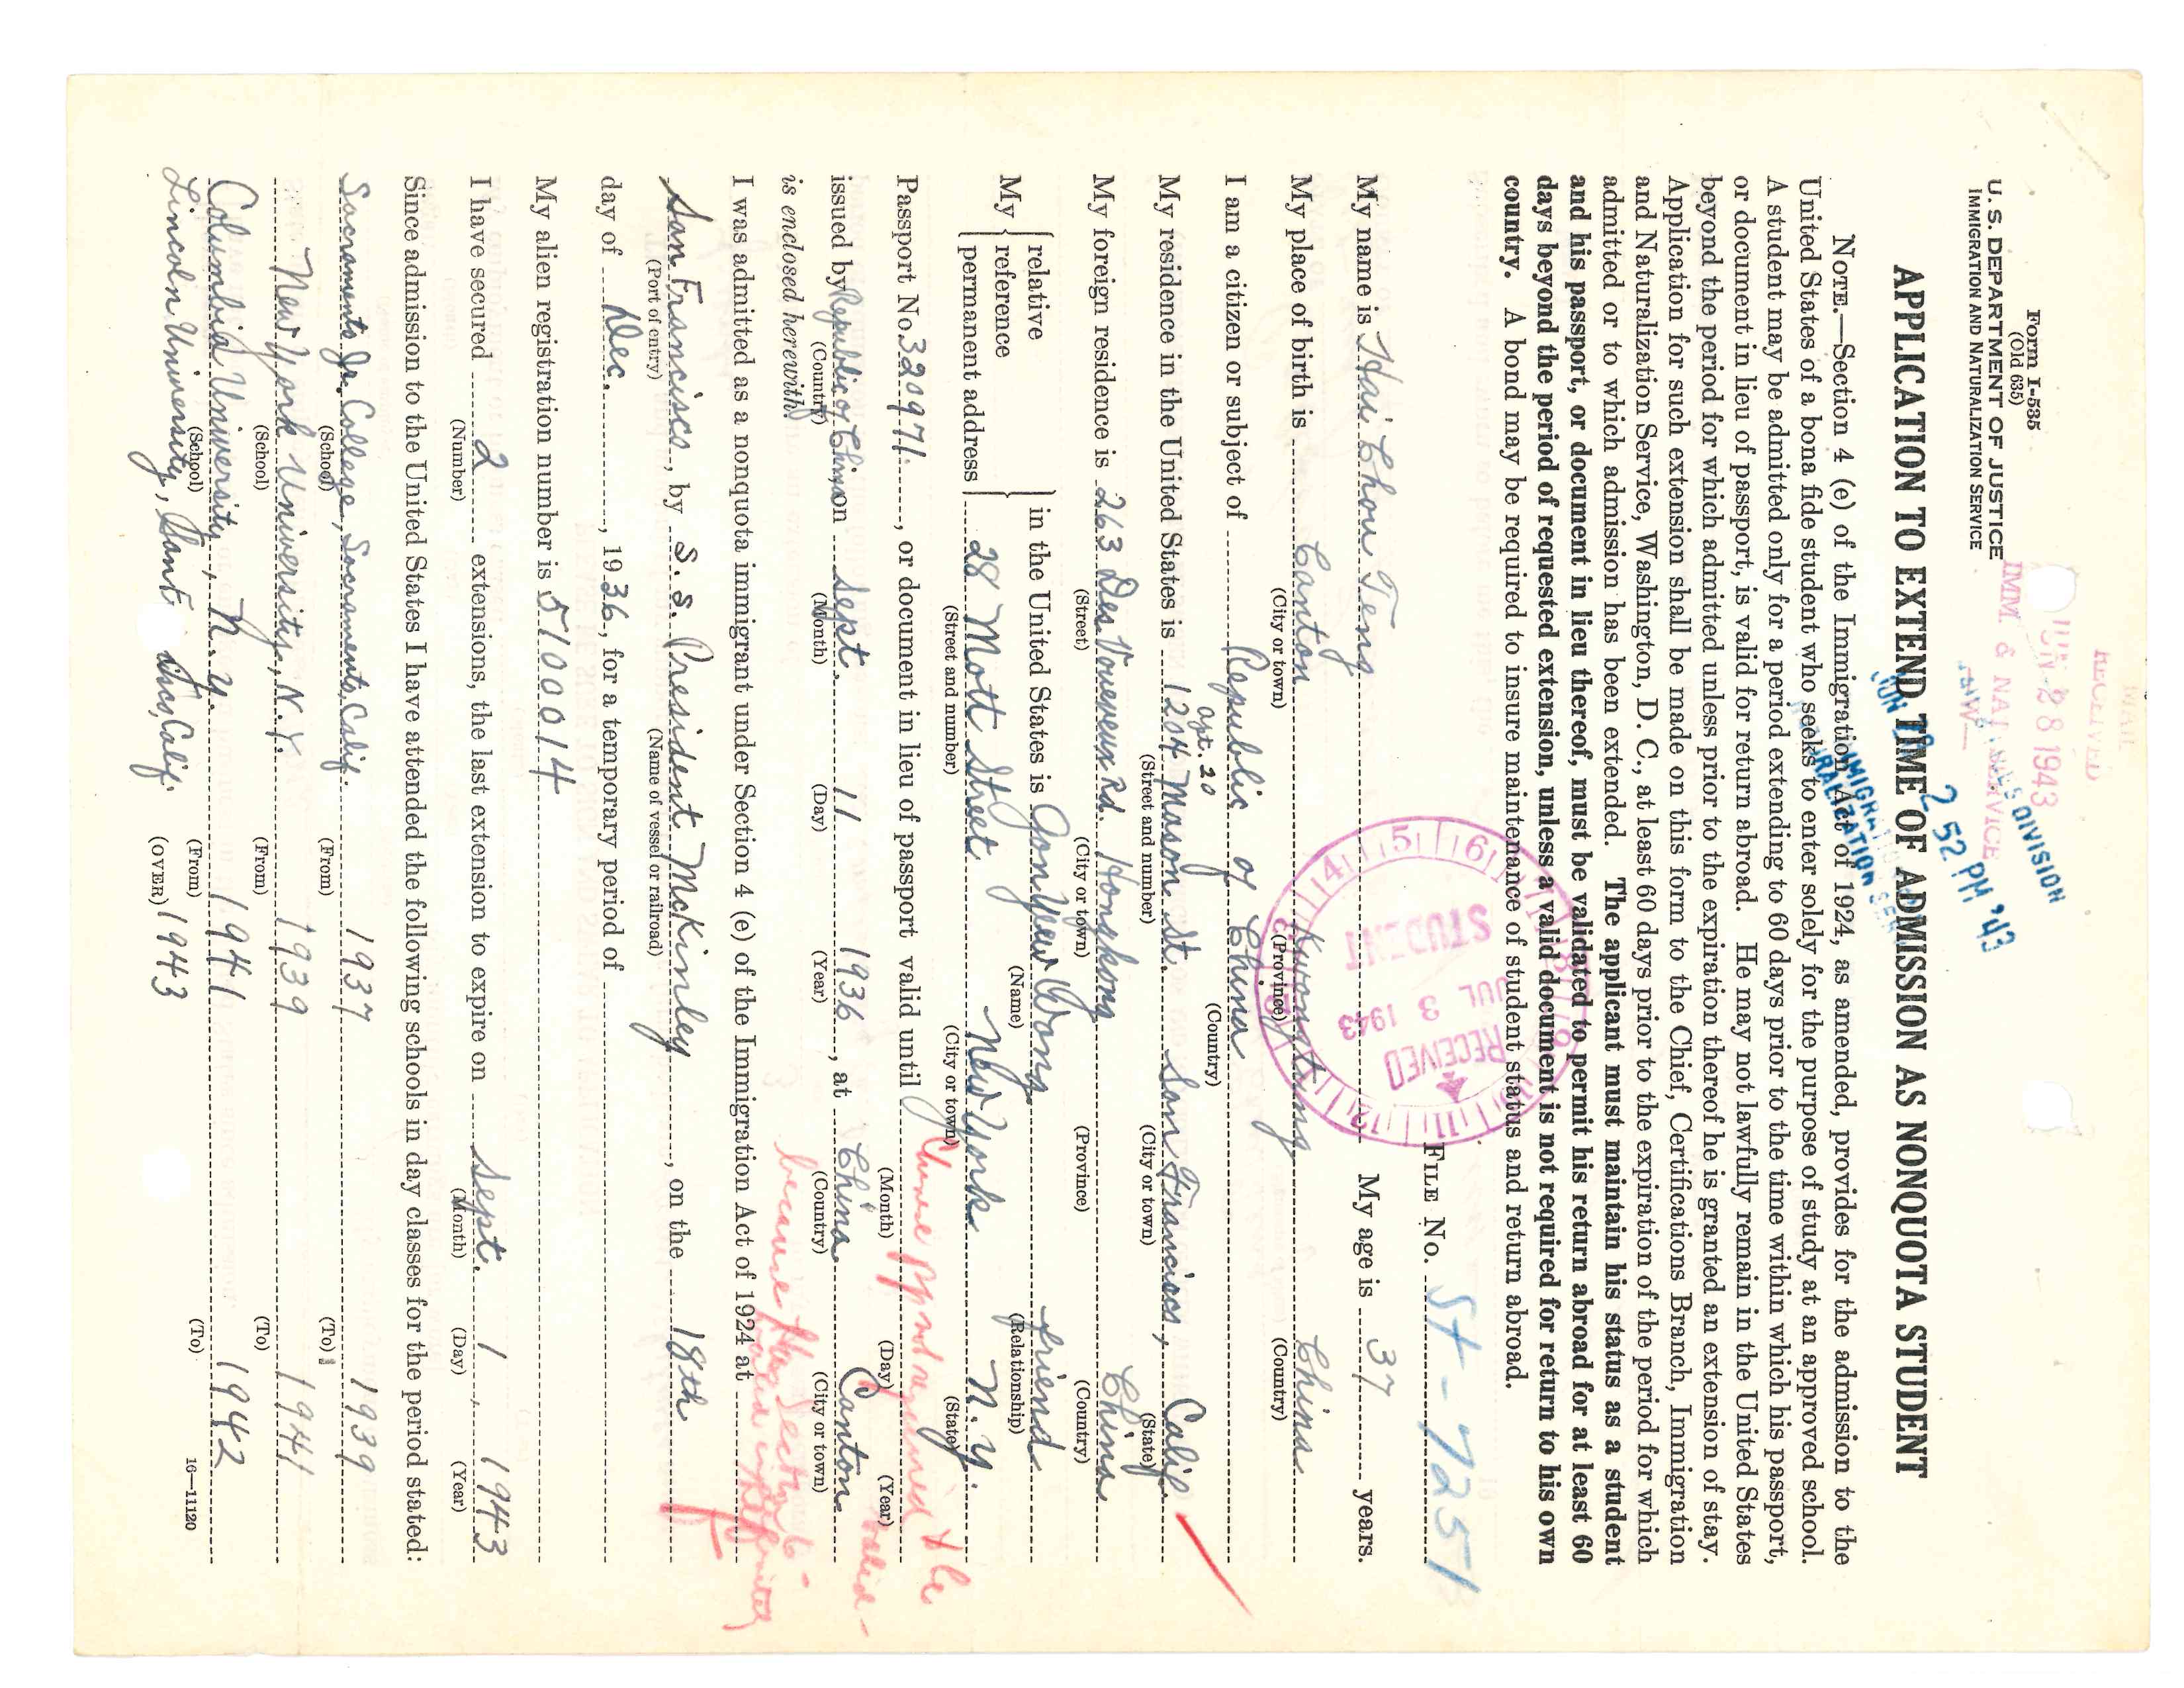 MAIL
RECEIVED
JUN 28 1943
IMM. & NAT. SERVICE
—W—
DIVISION
JUN 28 2 52 PM '43
IMMIGRATION
NATURALIZATION SERV
Form I-535
(Old 635)
U. S. DEPARTMENT OF JUSTICE
IMMIGRATION AND NATURALIZATION SERVICE
APPLICATION TO EXTEND TIME OF ADMISSION AS NONQUOTA STUDENT
NOTE.—Section 4 (e) of the Immigration Act of 1924, as amended, provides for the admission to the
United States of a bona fide student who seeks to enter solely for the purpose of study at an approved school.
A student may be admitted only for a period extending to 60 days prior to the time within which his passport,
or document in lieu of passport, is valid for return abroad. He may not lawfully remain in the United States
beyond the period for which admitted unless prior to the expiration thereof he is granted an extension of stay.
Application for such extension shall be made on this form to the Chief, Certifications Branch, Immigration
and Naturalization Service, Washington, D. C., at least 60 days prior to the expiration of the period for which
admitted or to which admission has been extended. The applicant must maintain his status as a student
and his passport, or document in lieu thereof, must be validated to permit his return abroad for at least 60
days beyond the period of requested extension, unless a valid document is not required for return to his own
country. A bond may be required to insure maintenance of student status and return abroad.
RECEIVED
JUL 3 1943
STUDENT
FILE No. St-7251
My name is Hai Chou Teng My age is 37 years.
My place of birth is Canton Kwongtung China
(City or town) (Province) (Country)
I am a citizen or subject of Republic of China
(Country)
apt. 20
My residence in the United States is 1204 Mason St. San Francisco, Calif.
(Street and number) (City or town) (State)
My foreign residence is 263 Des Voueveux Rd. Hongkong China
(Street) (City or town) (Province) (Country)
My relative reference permanent address in the United States is Gon Yeew Wong friend
(Name) (Relationship)
28 Mott Street New York N.Y.
(Street and number) (City or town) (State)
Chinese pp not required to be
Passport No. 320971, or document in lieu of passport valid until
(Month) (Day) (Year)
valid-
issued by Republic of China on Sept. 11 1936, at China Canton
(Country) (Month) (Day) (Year) (Country) (City or town)
is enclosed herewith.
because this Section 6-
valid indefinitely
I was admitted as a nonquota immigrant under Section 4 (e) of the Immigration Act of 1924 at
San Francisco, by S. S. President McKinley, on the 18th
(Port of entry) (Name of vessel or railroad)
day of Dec., 1936, for a temporary period of
My alien registration number is 5100014
I have secured 2 extensions, the last extension to expire on Sept. 1, 1943
(Number) (Month) (Day) (Year)
Since admission to the United States I have attended the following schools in day classes for the period stated:
Sacramento Jr. College, Sacramento, Calif. 1937 1939
(School) (From) (To)
New York University, N.Y. 1939 1941
(School) (From) (To)
Columbia University, N.Y. 1941 1942
(School) (From) (To) 16—11120
Lincoln University, San F isco, Calif. (OVER) 1943